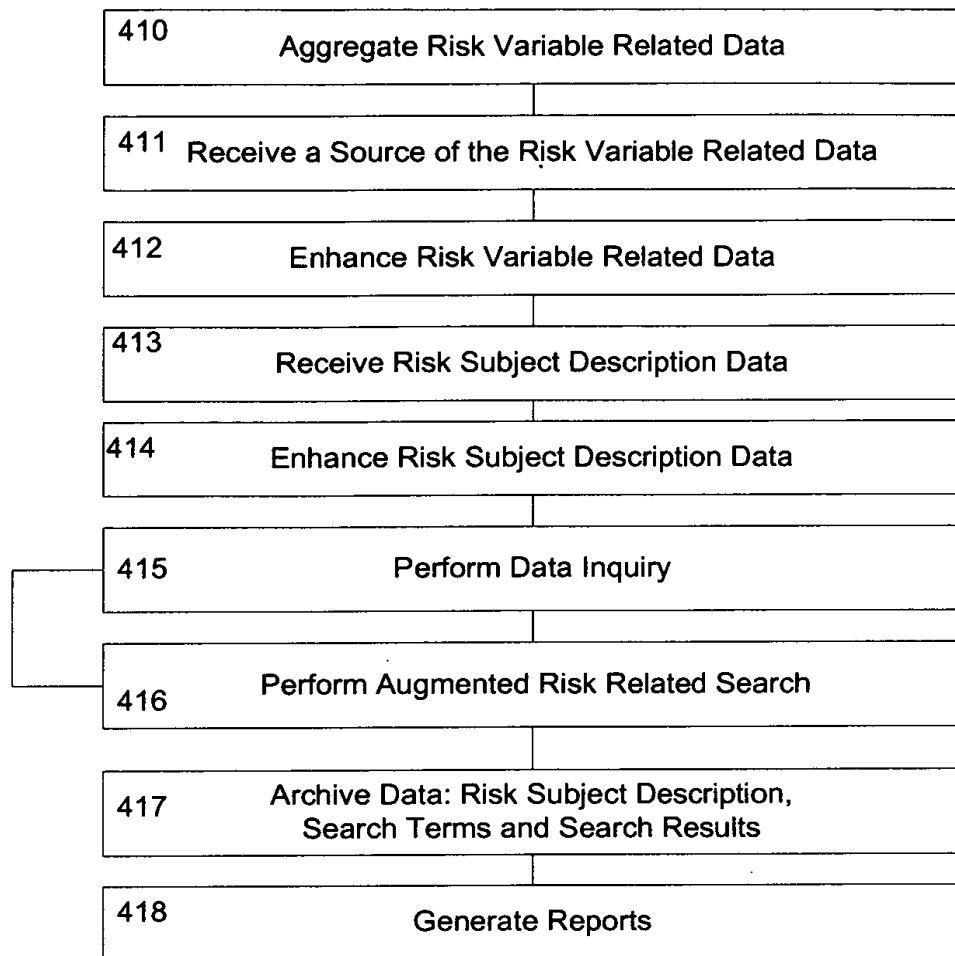 410
Aggregate Risk Variable Related Data
411
Receive a Source of the Risk Variable Related Data
412
Enhance Risk Variable Related Data
413
Receive Risk Subject Description Data
414
Enhance Risk Subject Description Data
415
Perform Data Inquiry
416
Perform Augmented Risk Related Search
417
Archive Data: Risk Subject Description,
Search Terms and Search Results
418
Generate Reports